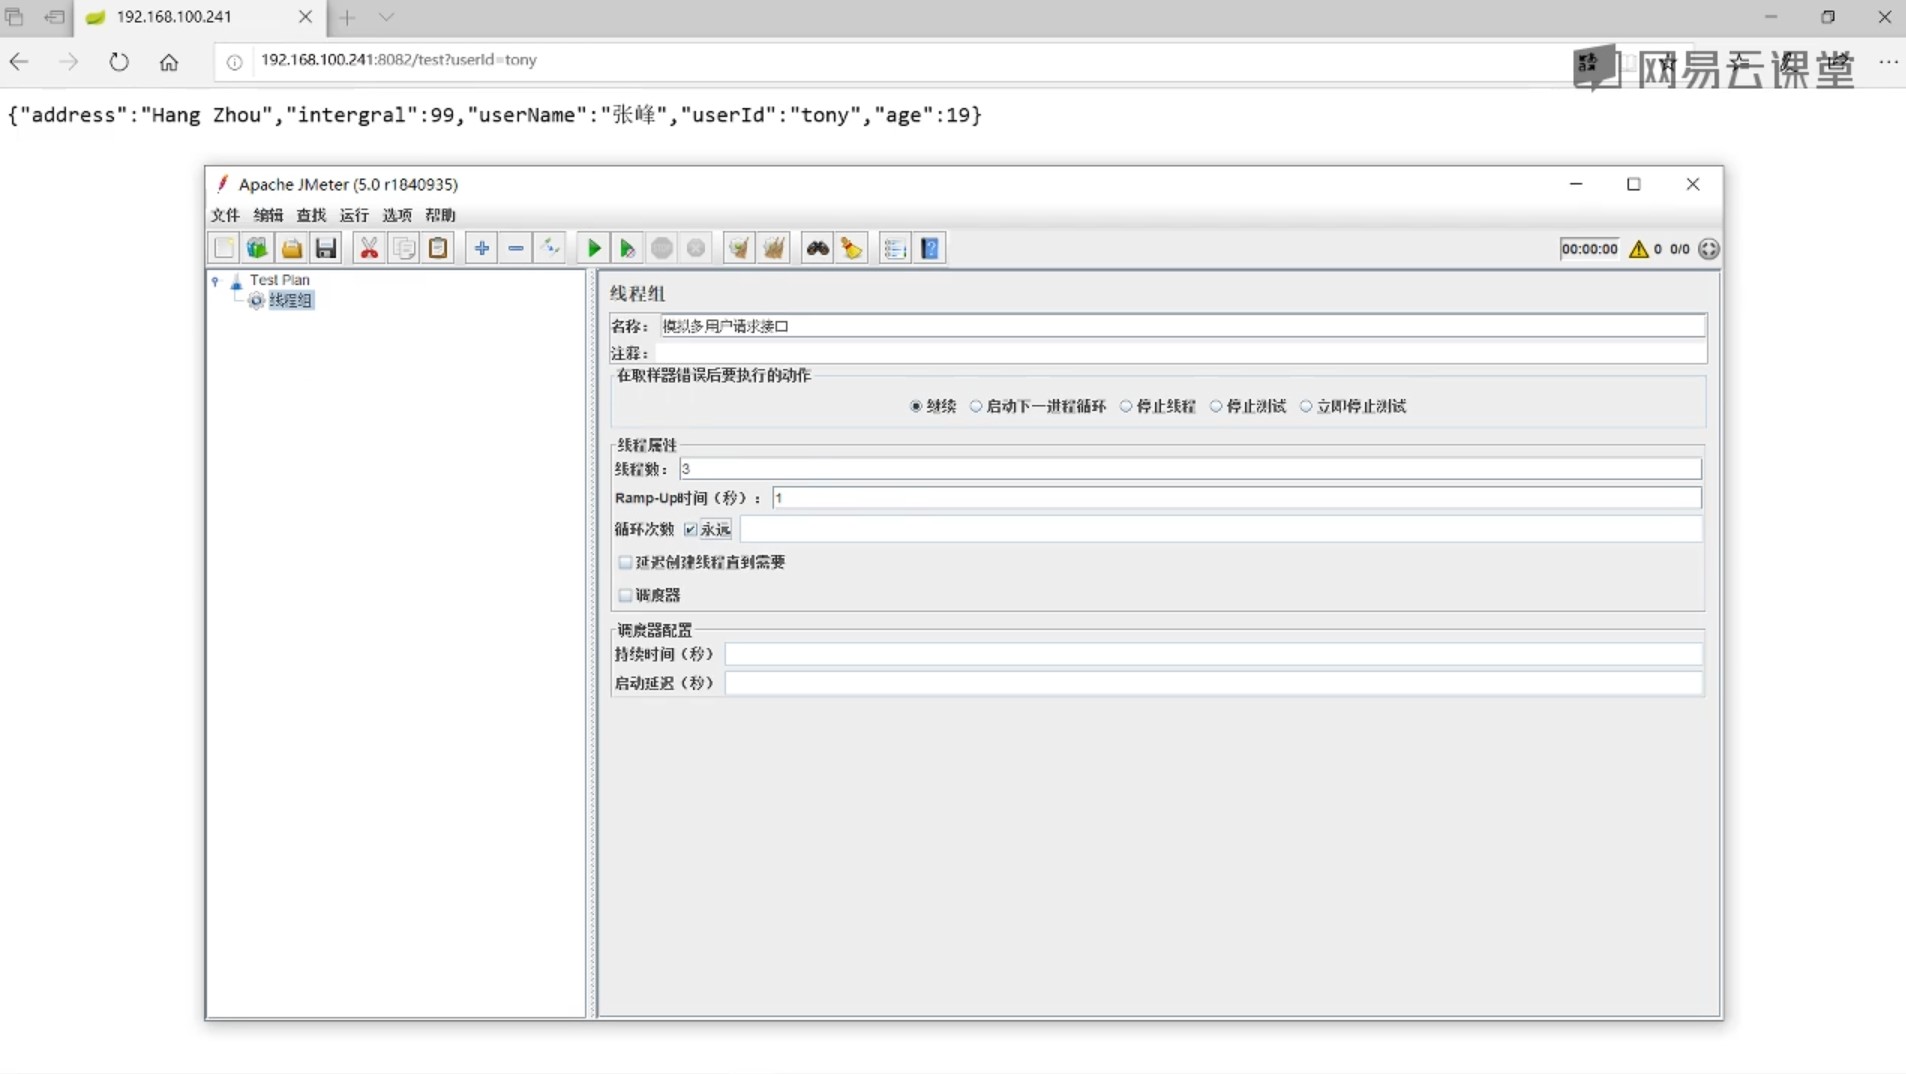 192.168.100.241
192.168.100.241:8082/test?userId=tony
网易云课堂
{"address":"Hang Zhou","intergral":99,"userName":"张峰","userId":"tony","age":19}
Apache JMeter (5.0 r1840935)
文件 编辑 查找 运行 选项 帮助
00:00:00 0 0/0
Test Plan
线程组
线程组
名称： 模拟多用户请求接口
注释：
在取样器错误后要执行的动作
继续 启动下一进程循环 停止线程 停止测试 立即停止测试
线程属性
线程数： 3
Ramp-Up时间（秒）： 1
循环次数 永远
延迟创建线程直到需要
调度器
调度器配置
持续时间（秒）
启动延迟（秒）